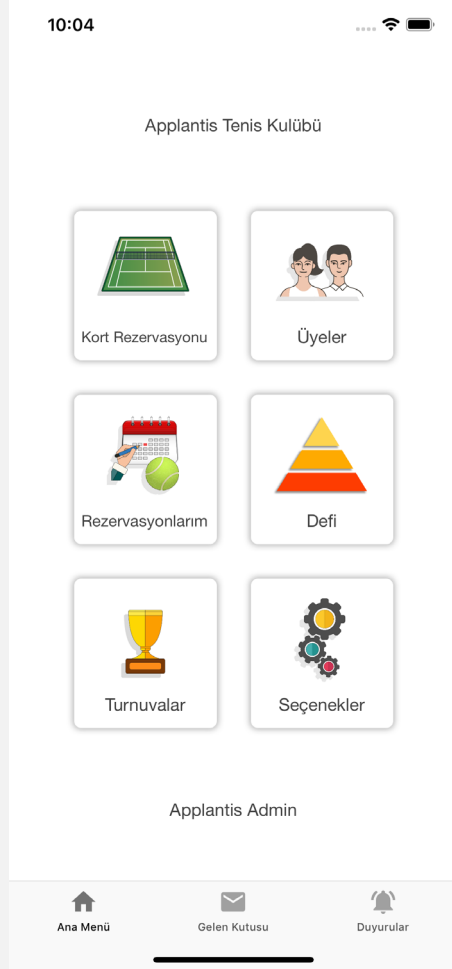 10:04
Applantis Tenis Kulübü
Kort Rezervasyonu
Üyeler
Rezervasyonlarım
Defi
Turnuvalar
Seçenekler
Applantis Admin
Ana Menü
Gelen Kutusu
Duyurular